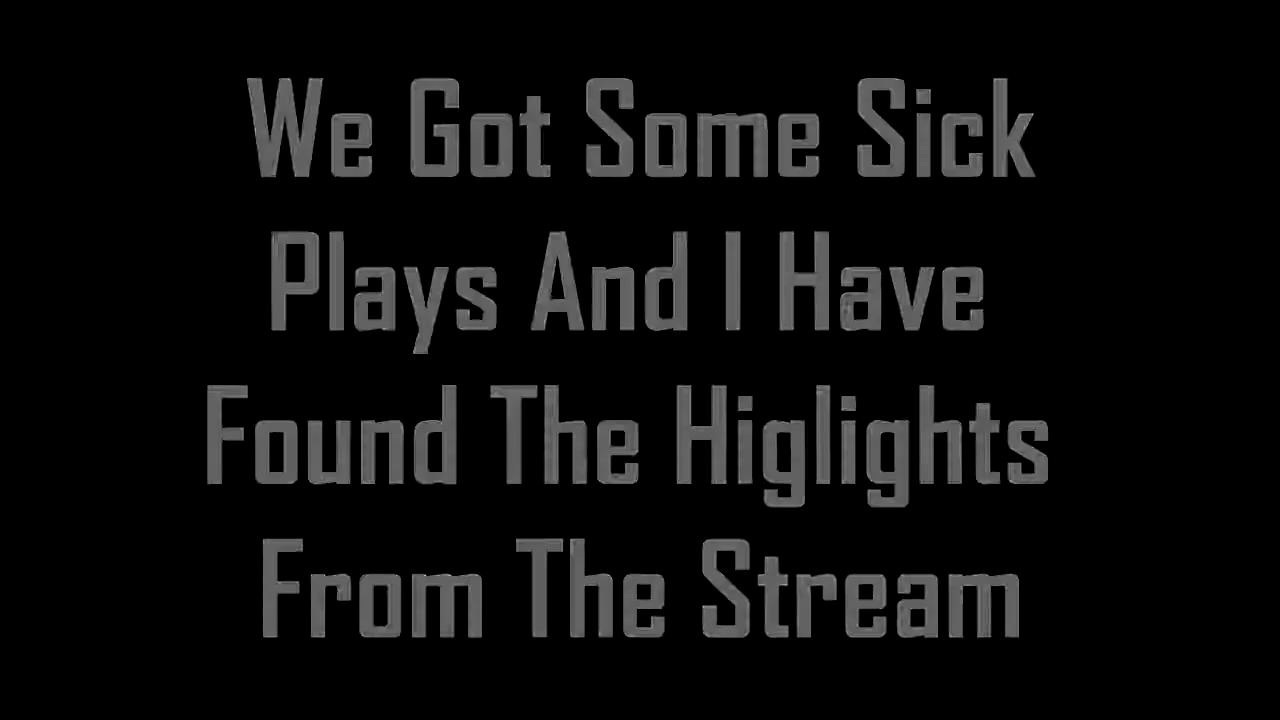 We Got Some Sick
Plays And I Have
Found The Higlights
From The Stream